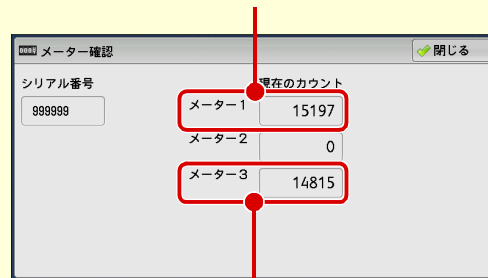 メーター確認
閉じる
シリアル番号
現在のカウント
999999
メーター1
15197
メーター2
0
メーター3
14815